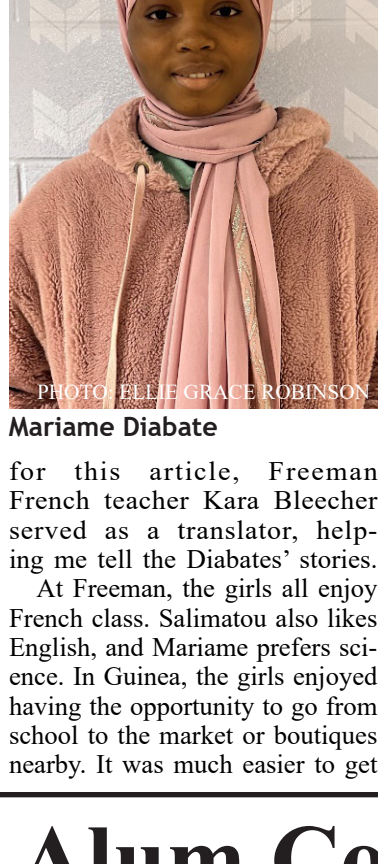 PHOTO: ELLIE GRACE ROBINSON
Mariame Diabate
for this article, Freeman
French teacher Kara Bleecher
served as a translator, help-
ing me tell the Diabates’ stories.
At Freeman, the girls all enjoy
French class. Salimatou also likes
English, and Mariame prefers sci-
ence. In Guinea, the girls enjoyed
having the opportunity to go from
school to the market or boutiques
nearby. It was much easier to get
Alum